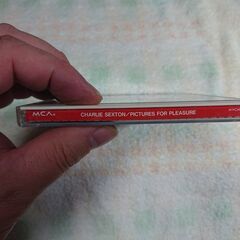 MCA. CHARLIE SEXTON/PICTURES FOR PLEASURE